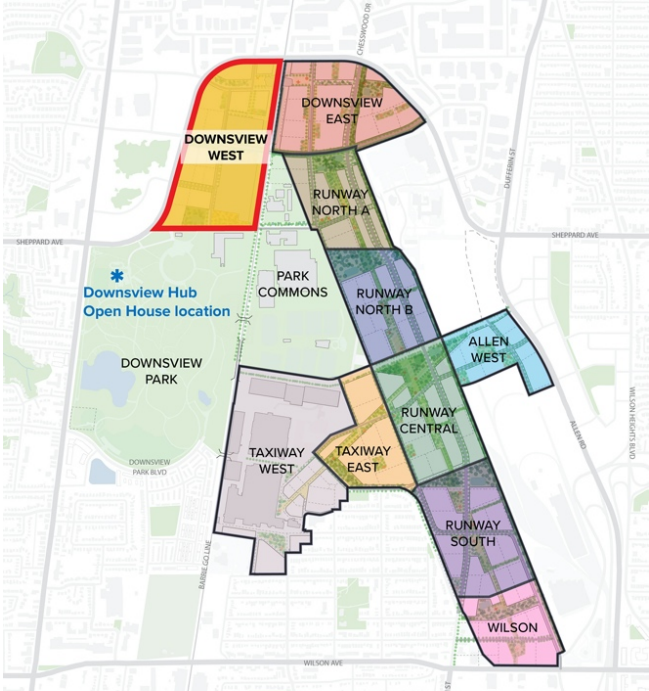 CHESSWOOD DR
DOWNSVIEW
EAST
DOWNSVIEW
WEST
DUFFERIN ST
RUNWAY
NORTH A
SHEPPARD AVE
SHEPPARD AVE
Downsview Hub
Open House location
PARK
COMMONS
RUNWAY
NORTH B
ALLEN
WEST
DOWNSVIEW
PARK
RUNWAY
CENTRAL
WILSON HEIGHTS BLVD
ALLEN RD
TAXIWAY
WEST
TAXIWAY
EAST
DOWNSVIEW
PARK BLVD
RUNWAY
SOUTH
BARRIE GO LINE
WILSON
WILSON AVE
ST